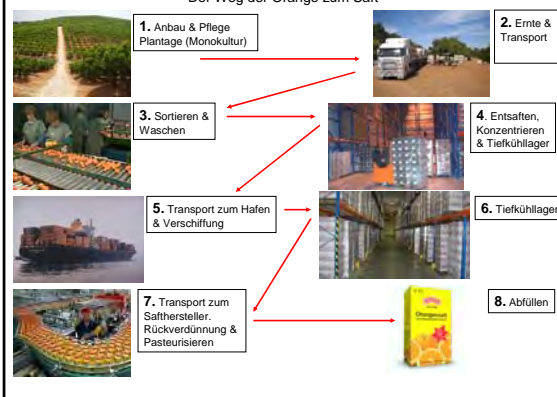 Der Weg der Orange zum Saft
1. Anbau & Pflege
Plantage (Monokultur)
2. Ernte &
Transport
3. Sortieren &
Waschen
4. Entsaften,
Konzentrieren
& Tiefkühllager
5. Transport zum Hafen
& Verschiffung
6. Tiefkühllager
7. Transport zum
Safthersteller.
Rückverdünnung &
Pasteurisieren
8. Abfüllen
Orangensaft